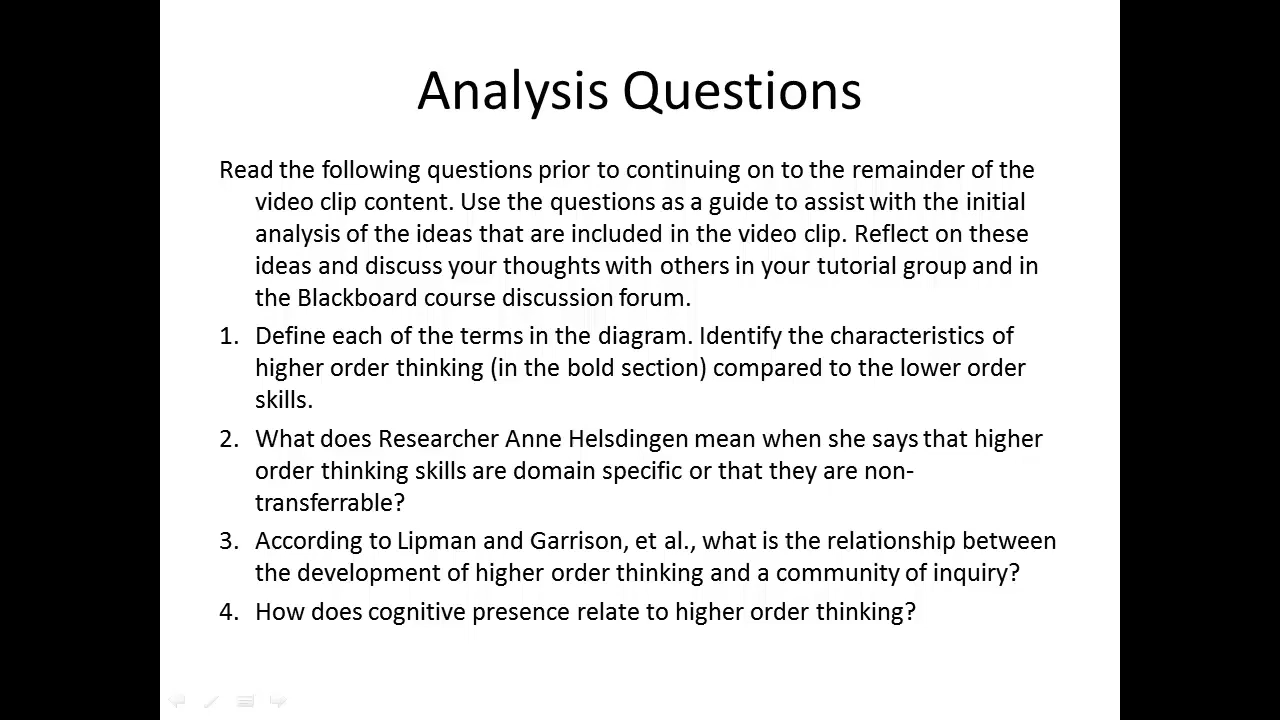 Analysis Questions
Read the following questions prior to continuing on to the remainder of the
video clip content. Use the questions as a guide to assist with the initial
analysis of the ideas that are included in the video clip. Reflect on these
ideas and discuss your thoughts with others in your tutorial group and in
the Blackboard course discussion forum.
1. Define each of the terms in the diagram. Identify the characteristics of
higher order thinking (in the bold section) compared to the lower order
skills.
2. What does Researcher Anne Helsdingen mean when she says that higher
order thinking skills are domain specific or that they are non-
transferrable?
3. According to Lipman and Garrison, et al., what is the relationship between
the development of higher order thinking and a community of inquiry?
4. How does cognitive presence relate to higher order thinking?